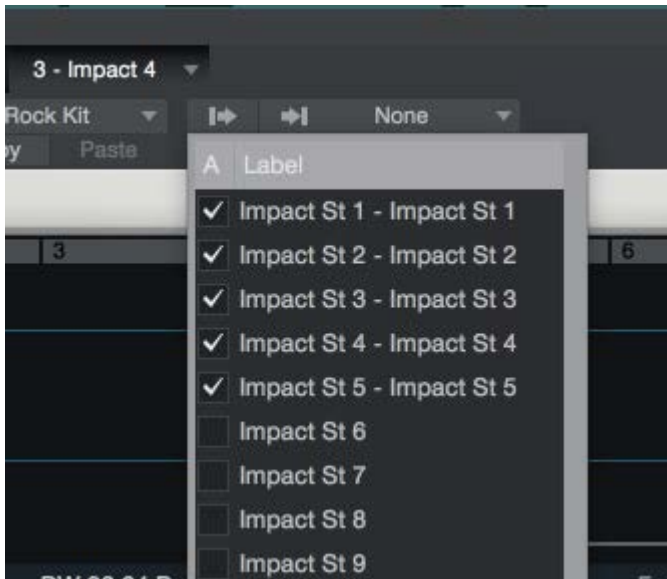 3 - Impact 4
Rock Kit None
Paste
A Label
Impact St 1 - Impact St 1
3 Impact St 2 - Impact St 2 6
Impact St 3 - Impact St 3
Impact St 4 - Impact St 4
Impact St 5 - Impact St 5
Impact St 6
Impact St 7
Impact St 8
Impact St 9